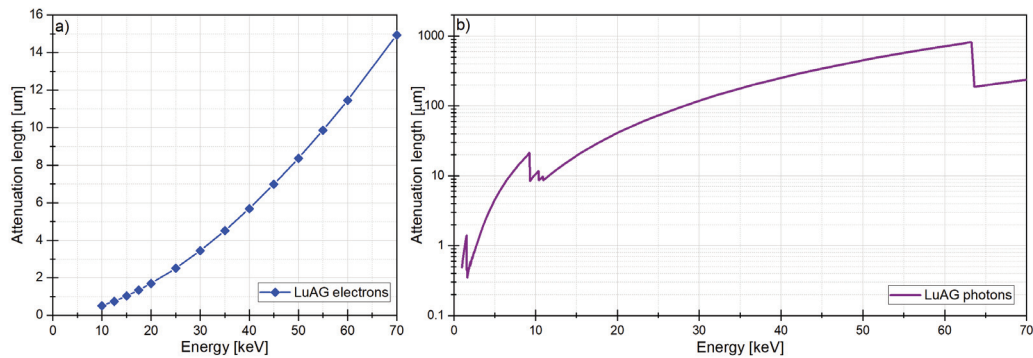 a)
Attenuation length [um]
16
14
12
10
8
6
4
2
0
0 10 20 30 40 50 60 70
Energy [keV]
LuAG electrons
b)
Attenuation length [µm]
1000
100
10
1
0.1
0 10 20 30 40 50 60 70
Energy [keV]
LuAG photons